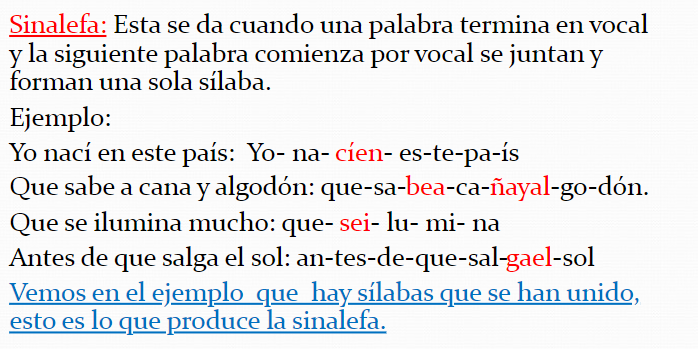 Sinalefa: Esta se da cuando una palabra termina en vocal
y la siguiente palabra comienza por vocal se juntan y
forman una sola sílaba.
Ejemplo:
Yo nací en este país:  Yo- na- cíen- es-te-pa-ís
Que sabe a cana y algodón: que-sa-bea-ca-ñayal-go-dón.
Que se ilumina mucho: que- sei- lu- mi- na
Antes de que salga el sol: an-tes-de-que-sal-gael-sol
Vemos en el ejemplo  que  hay sílabas que se han unido,
esto es lo que produce la sinalefa.